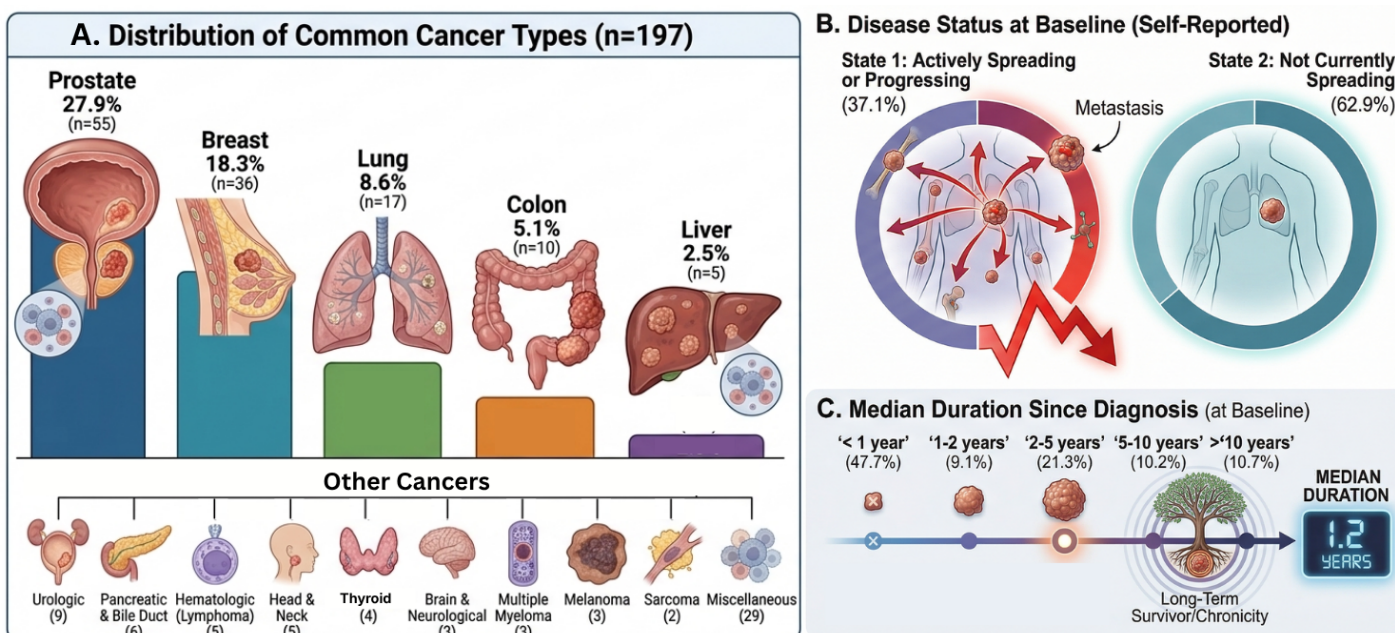 A. Distribution of Common Cancer Types (n=197)
Prostate
27.9%
(n=55)
Breast
18.3%
(n=36)
Lung
8.6%
(n=17)
Colon
5.1%
(n=10)
Liver
2.5%
(n=5)
Other Cancers
Urologic
(9)
Pancreatic
& Bile Duct
(6)
Hematologic
(Lymphoma)
(5)
Head &
Neck
(5)
Thyroid
(4)
Brain &
Neurological
(3)
Multiple
Myeloma
(3)
Melanoma
(3)
Sarcoma
(2)
Miscellaneous
(29)
B. Disease Status at Baseline (Self-Reported)
State 1: Actively Spreading
or Progressing
(37.1%)
Metastasis
State 2: Not Currently
Spreading
(62.9%)
C. Median Duration Since Diagnosis (at Baseline)
‘< 1 year’
(47.7%)
‘1-2 years’
(9.1%)
‘2-5 years’
(21.3%)
‘5-10 years’
(10.2%)
>‘10 years’
(10.7%)
Long-Term
Survivor/Chronicity
MEDIAN
DURATION
1.2
YEARS